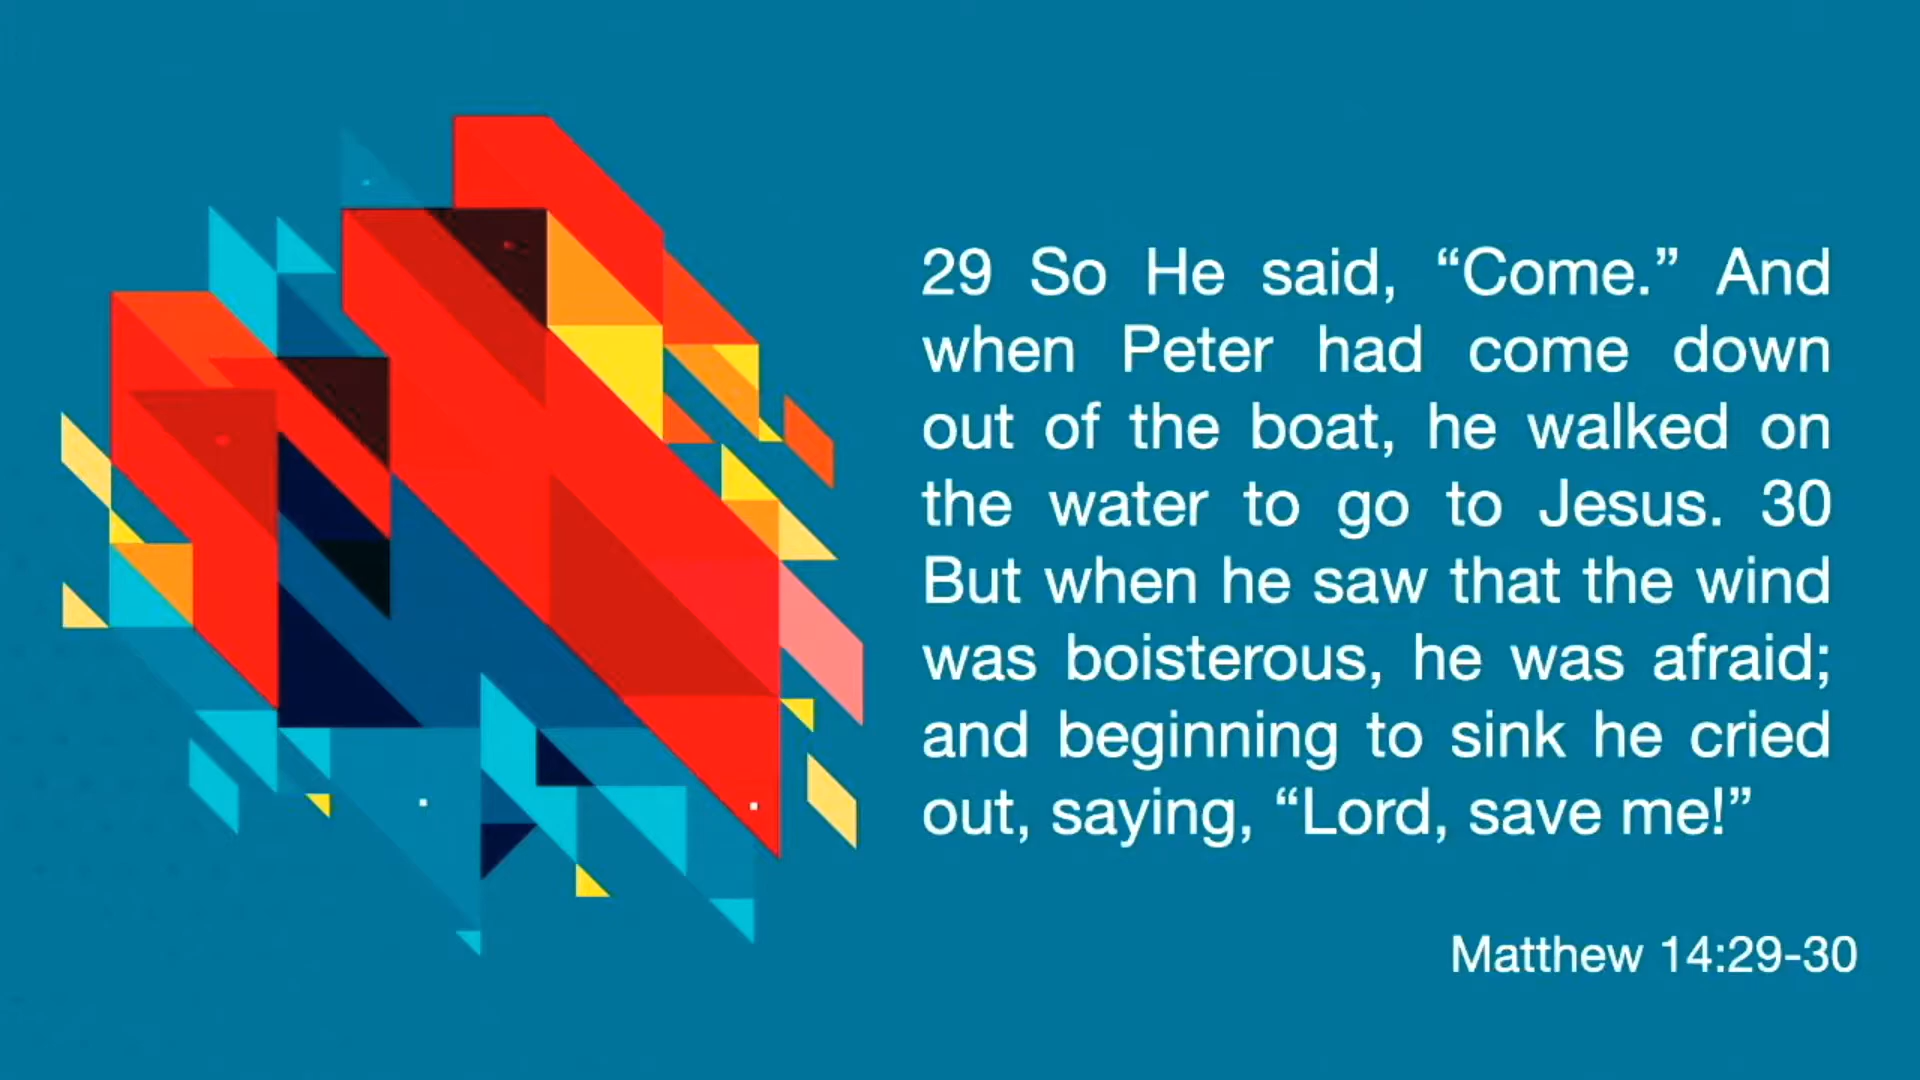 29 So He said, “Come.” And
when Peter had come down
out of the boat, he walked on
the water to go to Jesus. 30
But when he saw that the wind
was boisterous, he was afraid;
and beginning to sink he cried
out, saying, “Lord, save me!”
Matthew 14:29-30